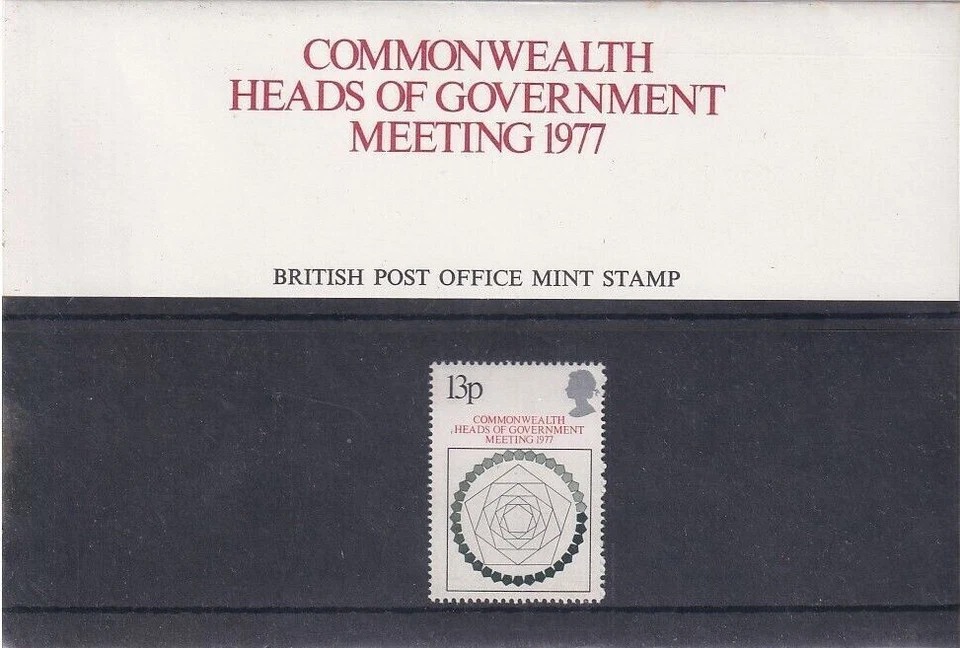 COMMONWEALTH
HEADS OF GOVERNMENT
MEETING 1977
BRITISH POST OFFICE MINT STAMP
13p
COMMONWEALTH
HEADS OF GOVERNMENT
MEETING 1977